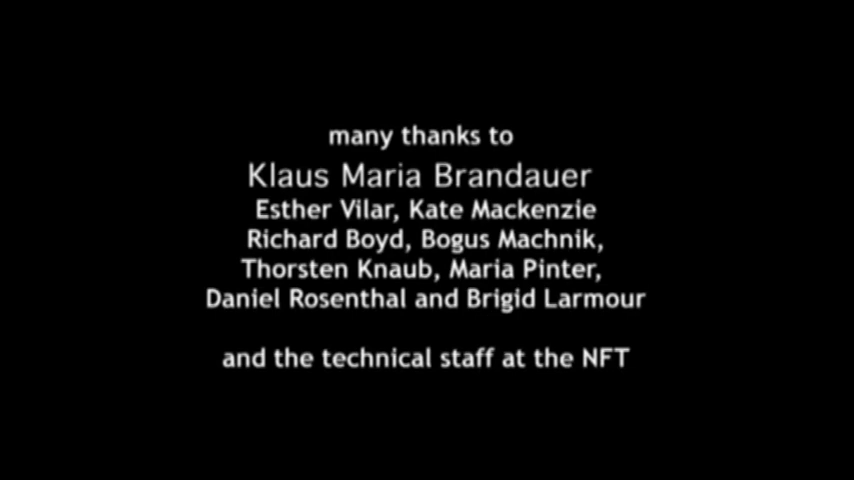 many thanks to
Klaus Maria Brandauer
Esther Vilar, Kate Mackenzie
Richard Boyd, Bogus Machnik,
Thorsten Knaub, Maria Pinter,
Daniel Rosenthal and Brigid Larmour
and the technical staff at the NFT